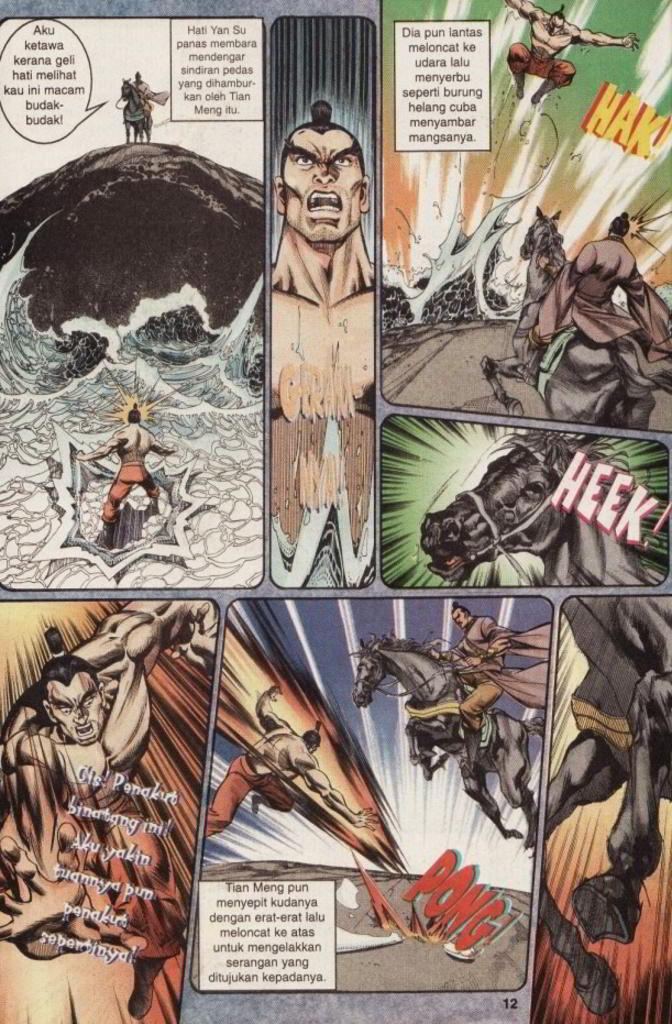 Aku
ketawa
kerana geli
hati melihat
kau ini macam
budak-
budak!
Hati Yan Su
panas membara
mendengar
sindiran pedas
yang dihambur-
kan oleh Tian
Meng itu.
Dia pun lantas
meloncat ke
udara lalu
menyerbu
seperti burung
helang cuba
menyambar
mangsanya.
HAK!
HEEK!
Cis! Penakut
binatang ini!
Aku yakin
tuannya pun
penakut
sepertinya!
Tian Meng pun
menyepit kudanya
dengan erat-erat lalu
meloncat ke atas
untuk mengelakkan
serangan yang
ditujukan kepadanya.
PONG!
12